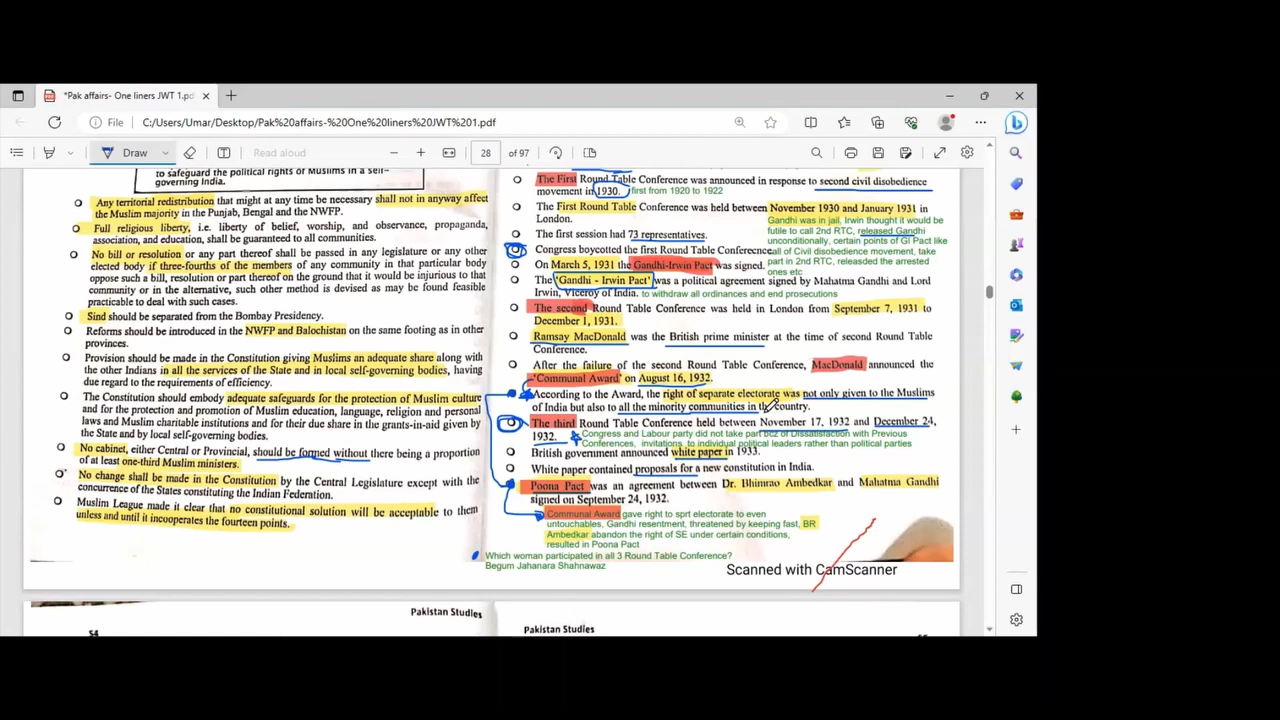 *Pak affairs- One liners JWT 1.pd
File
C:/Users/Umar/Desktop/Pak%20affairs-%20One%20liners%20JWT%201.pdf
Draw
Read aloud
28 of 97
to safeguard the political rights of Muslims in a self-
governing India.
Any territorial redistribution that might at any time be necessary shall not in anyway affect
the Muslim majority in the Punjab, Bengal and the NWFP.
Full religious liberty, i.e. liberty of belief, worship, and observance, propaganda,
association, and education, shall be guaranteed to all communities.
No bill or resolution or any part thereof shall be passed in any legislature or any other
elected body if three-fourths of the members of any community in that particular body
oppose such a bill, resolution or part thereof on the ground that it would be injurious to that
community or in the alternative, such other method is devised as may be found feasible
practicable to deal with such cases.
Sind should be separated from the Bombay Presidency.
Reforms should be introduced in the NWFP and Balochistan on the same footing as in other
provinces.
Provision should be made in the Constitution giving Muslims an adequate share along with
the other Indians in all the services of the State and in local self-governing bodies, having
due regard to the requirements of efficiency.
The Constitution should embody adequate safeguards for the protection of Muslim culture
and for the protection and promotion of Muslim education, language, religion and personal
laws and Muslim charitable institutions and for their due share in the grants-in-aid given by
the State and by local self-governing bodies.
No cabinet, either Central or Provincial, should be formed without there being a proportion
of at least one-third Muslim ministers.
No change shall be made in the Constitution by the Central Legislature except with the
concurrence of the States constituting the Indian Federation.
Muslim League made it clear that no constitutional solution will be acceptable to them
unless and until it incooperates the fourteen points.
The First Round Table Conference was announced in response to second civil disobedience
movement in 1930. first from 1920 to 1922
The First Round Table Conference was held between November 1930 and January 1931 in
London.
Gandhi was in jail, Irwin thought it would be
futile to call 2nd RTC, released Gandhi
unconditionally, certain points of GI Pact like
call of Civil disobedience movement, take
part in 2nd RTC, releasded the arrested
ones etc
The first session had 73 representatives.
Congress boycotted the first Round Table Conference.
On March 5, 1931 the Gandhi-Irwin Pact was signed.
The 'Gandhi - Irwin Pact' was a political agreement signed by Mahatma Gandhi and Lord
Irwin, Viceroy of India. to withdraw all ordinances and end prosecutions
The second Round Table Conference was held in London from September 7, 1931 to
December 1, 1931.
Ramsay MacDonald was the British prime minister at the time of second Round Table
Conference.
After the failure of the second Round Table Conference, MacDonald announced the
'Communal Award' on August 16, 1932.
According to the Award, the right of separate electorate was not only given to the Muslims
of India but also to all the minority communities in the country.
The third Round Table Conference held between November 17, 1932 and December 24,
1932. Congress and Labour party did not take part bcz of Dissatisfaction with Previous
Conferences, invitations to individual political leaders rather than political parties
British government announced white paper in 1933.
White paper contained proposals for a new constitution in India.
Poona Pact was an agreement between Dr. Bhimrao Ambedkar and Mahatma Gandhi
signed on September 24, 1932.
Communal Award gave right to sprt electorate to even
untouchables, Gandhi resentment, threatened by keeping fast, BR
Ambedkar abandon the right of SE under certain conditions,
resulted in Poona Pact
Which woman participated in all 3 Round Table Conference?
Begum Jahanara Shahnawaz
Scanned with CamScanner
Pakistan Studies
54
Pakistan Studies